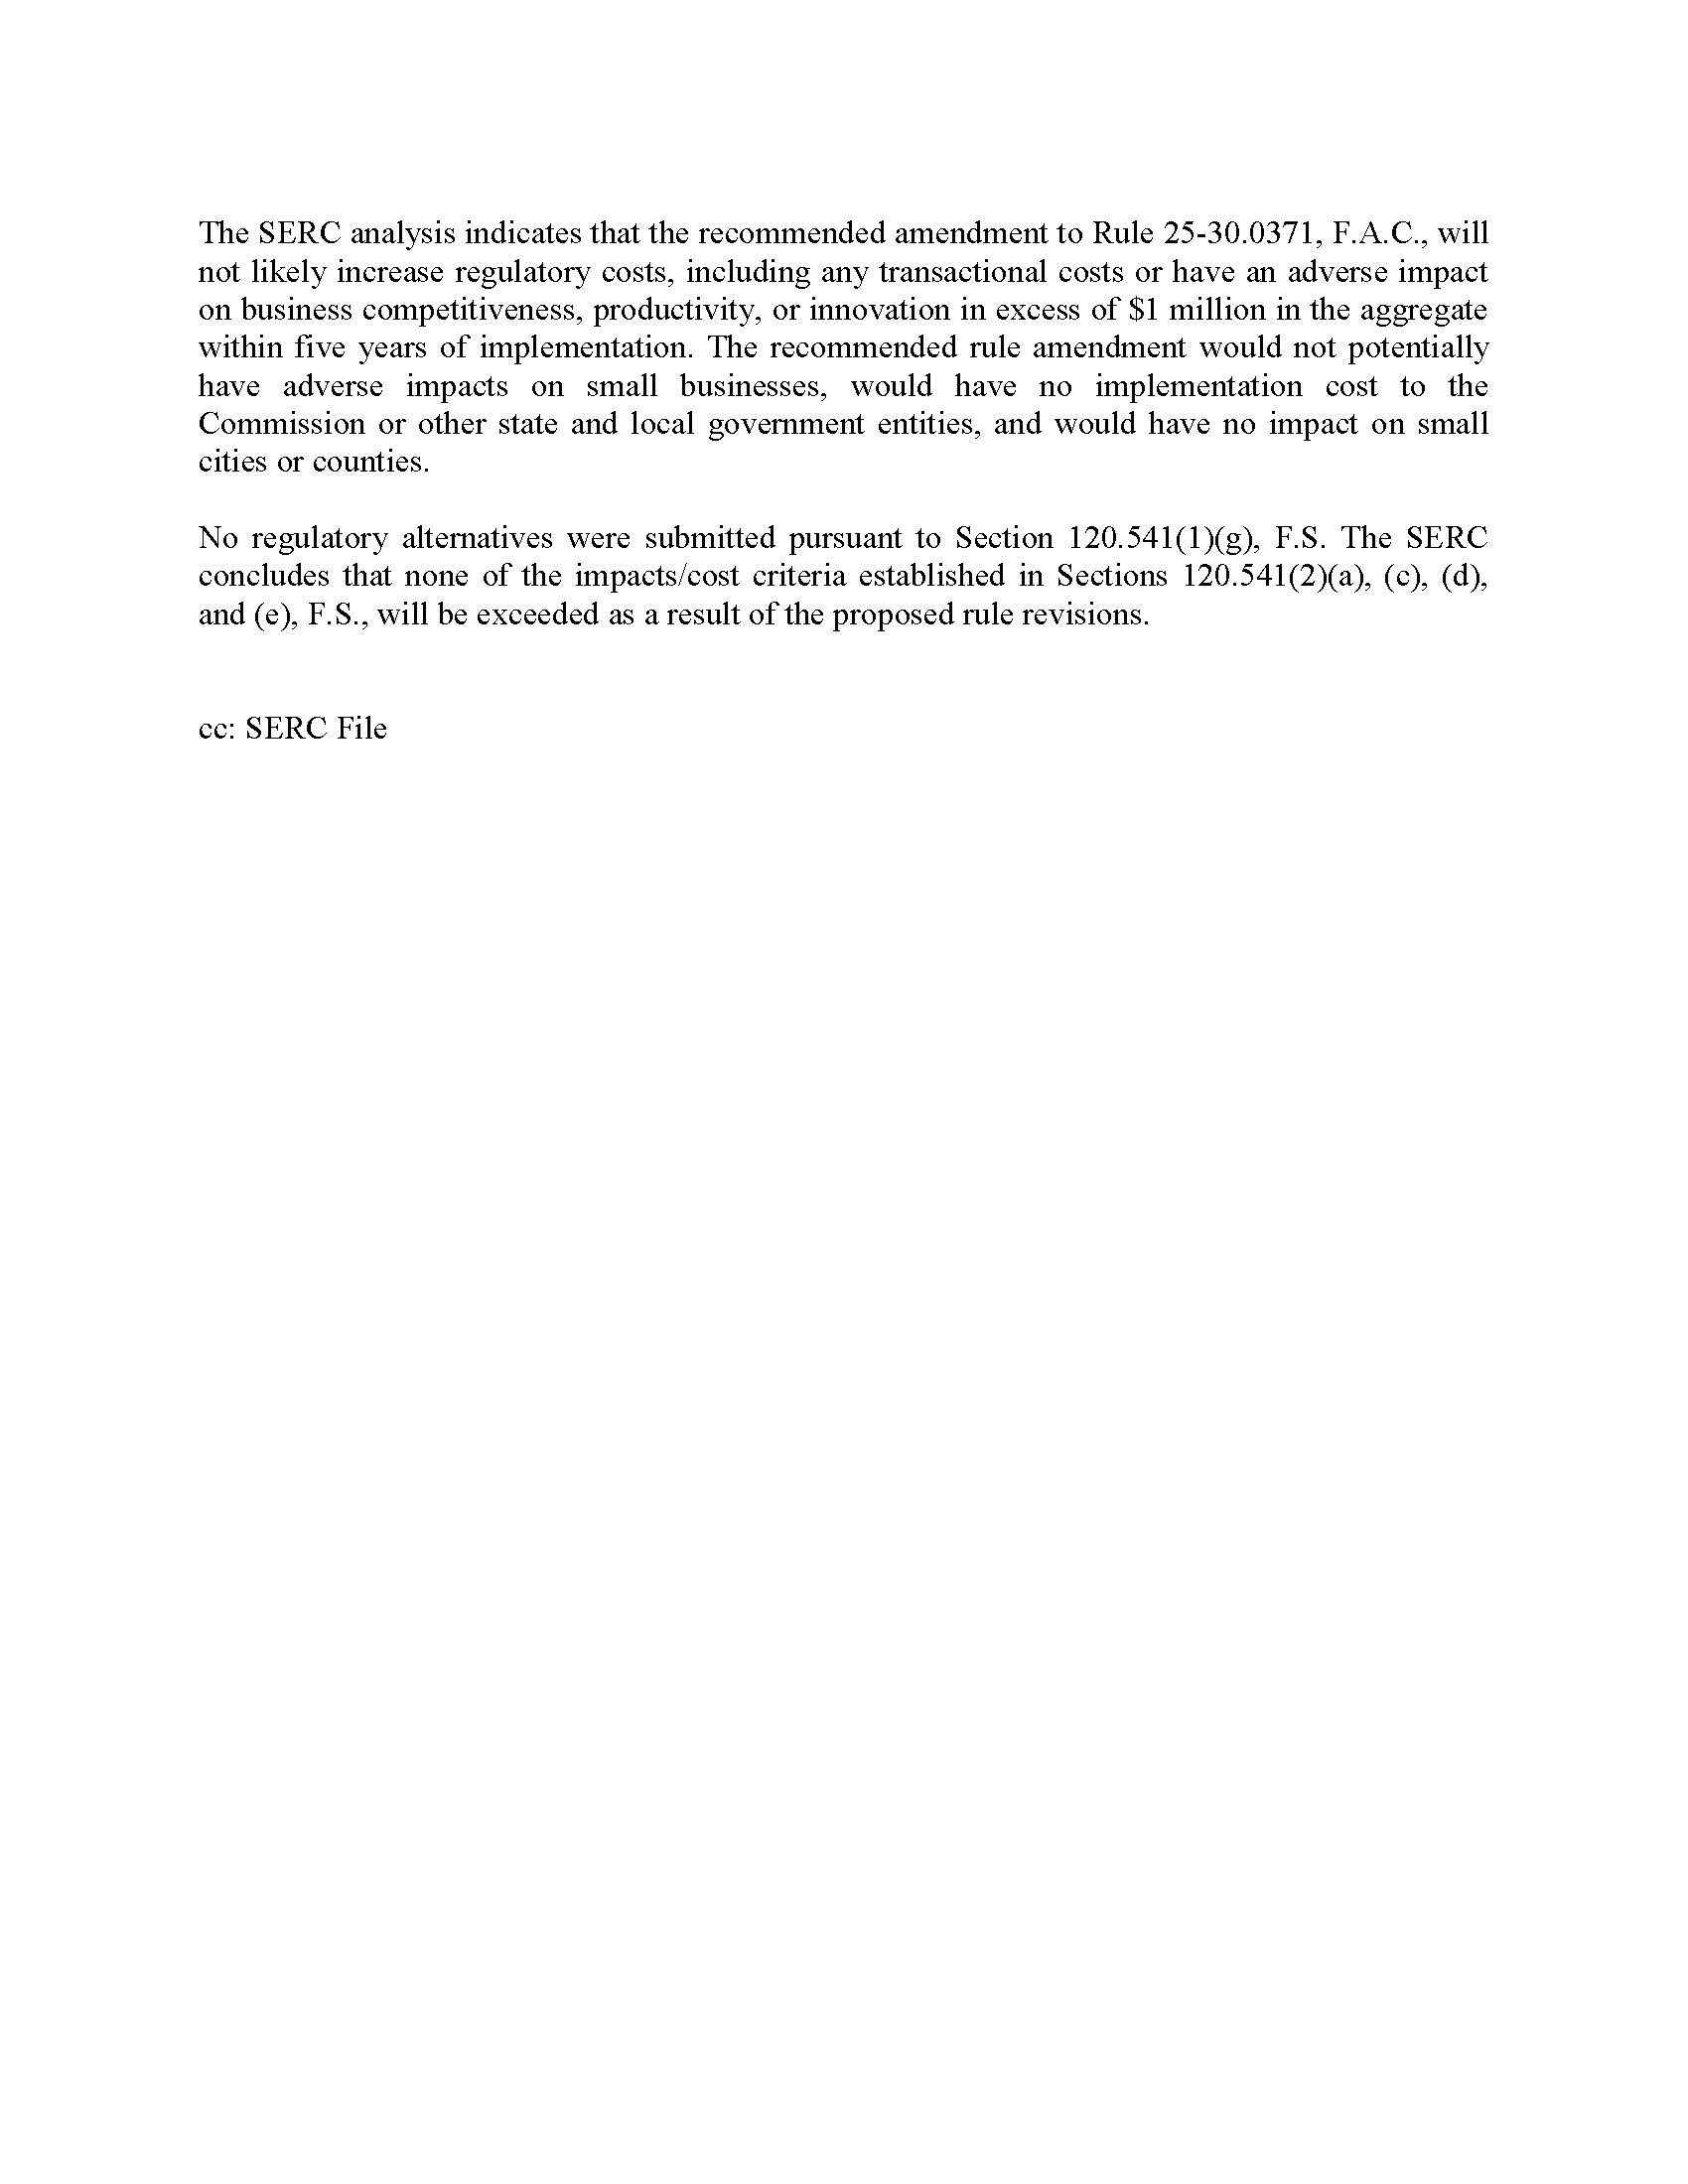 The SERC analysis indicates that the recommended amendment to Rule 25-30.0371, F.A.C., will
not likely increase regulatory costs, including any transactional costs or have an adverse impact
on business competitiveness, productivity, or innovation in excess of $1 million in the aggregate
within five years of implementation. The recommended rule amendment would not potentially
have adverse impacts on small businesses, would have no implementation cost to the
Commission or other state and local government entities, and would have no impact on small
cities or counties.
No regulatory alternatives were submitted pursuant to Section 120.541(1)(g), F.S. The SERC
concludes that none of the impacts/cost criteria established in Sections 120.541(2)(a), (c), (d),
and (e), F.S., will be exceeded as a result of the proposed rule revisions.
cc: SERC File